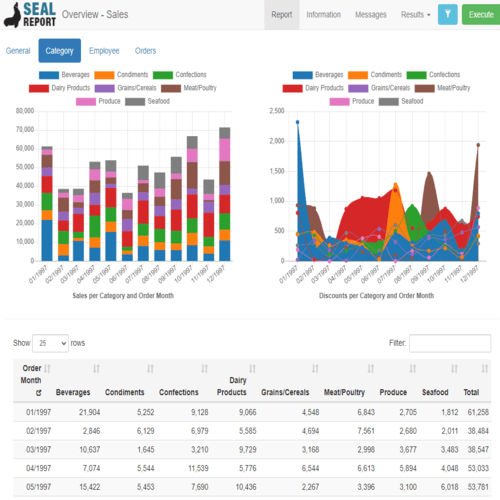 SEAL REPORT Overview - Sales Report Information Messages Results Execute
General Category Employee Orders
Beverages Condiments Confections
Dairy Products Grains/Cereals Meat/Poultry
Produce Seafood
80,000
70,000
60,000
50,000
40,000
30,000
20,000
10,000
0
01/1997 02/1997 03/1997 04/1997 05/1997 06/1997 07/1997 08/1997 09/1997 10/1997 11/1997 12/1997
Sales per Category and Order Month
Beverages Condiments Confections
Dairy Products Grains/Cereals Meat/Poultry
Produce Seafood
2,500
2,000
1,500
1,000
500
0
01/1997 02/1997 03/1997 04/1997 05/1997 06/1997 07/1997 08/1997 09/1997 10/1997 11/1997 12/1997
Discounts per Category and Order Month
Show 25 rows Filter:
Order Month Beverages Condiments Confections Dairy Products Grains/Cereals Meat/Poultry Produce Seafood Total
01/1997 21,904 5,252 9,128 9,066 4,548 6,843 2,705 1,812 61,258
02/1997 2,846 6,129 6,979 5,585 4,694 7,561 2,680 2,011 38,484
03/1997 10,637 1,645 3,210 9,729 3,168 2,998 3,677 3,483 38,547
04/1997 7,074 5,544 11,539 5,776 6,544 6,613 5,894 4,048 53,033
05/1997 15,422 5,453 7,690 10,436 2,267 3,396 3,100 6,018 53,781